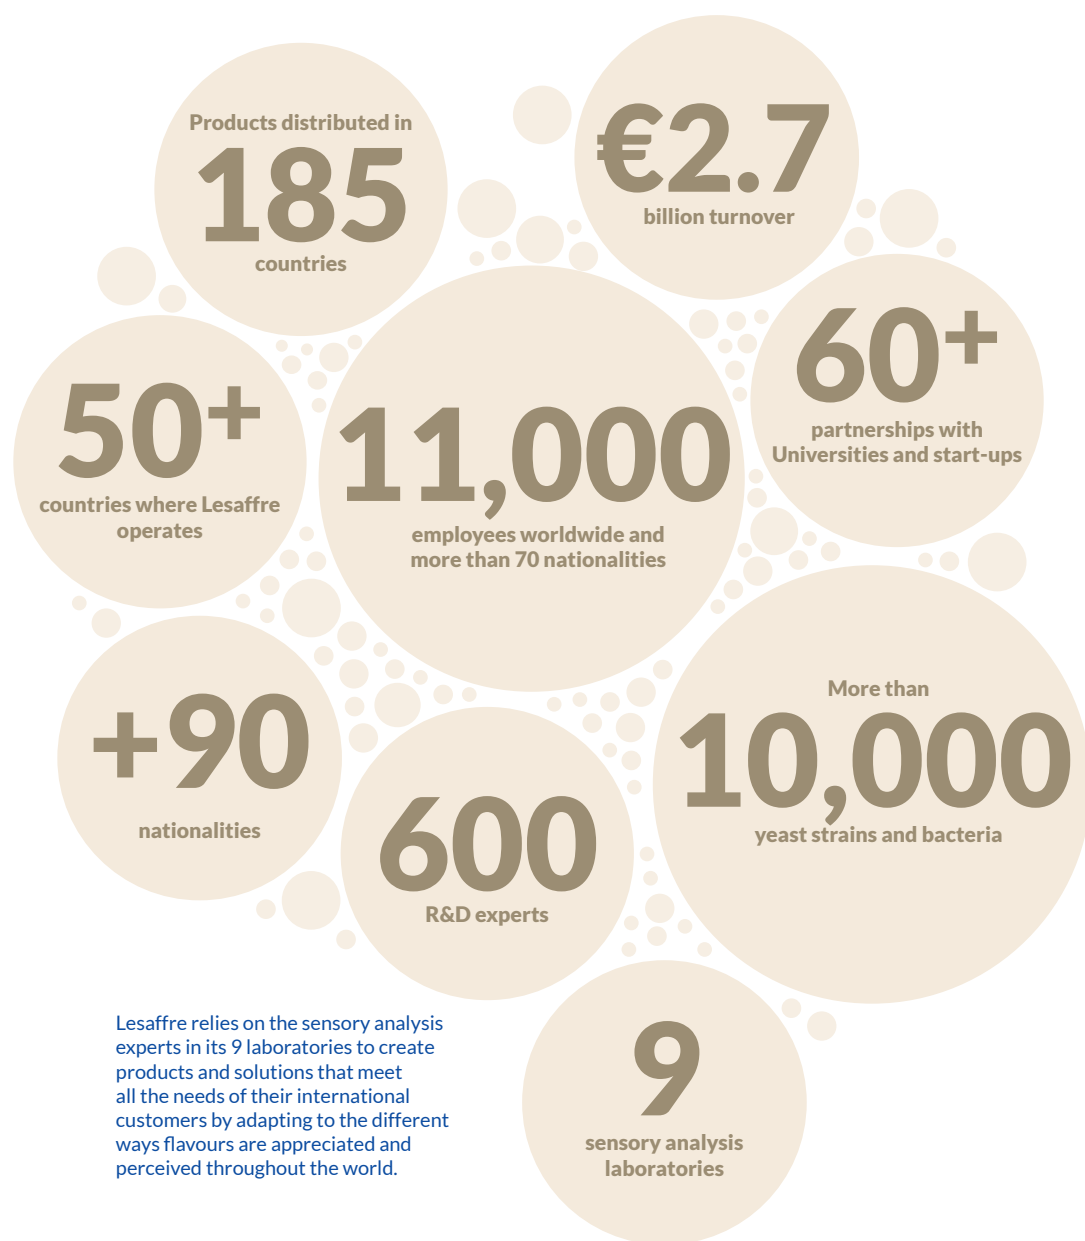 Products distributed in
185
countries
€2.7
billion turnover
50+
countries where Lesaffre
operates
11,000
employees worldwide and
more than 70 nationalities
60+
partnerships with
Universities and start-ups
+90
nationalities
600
R&D experts
More than
10,000
yeast strains and bacteria
9
sensory analysis
laboratories
Lesaffre relies on the sensory analysis
experts in its 9 laboratories to create
products and solutions that meet
all the needs of their international
customers by adapting to the different
ways flavours are appreciated and
perceived throughout the world.